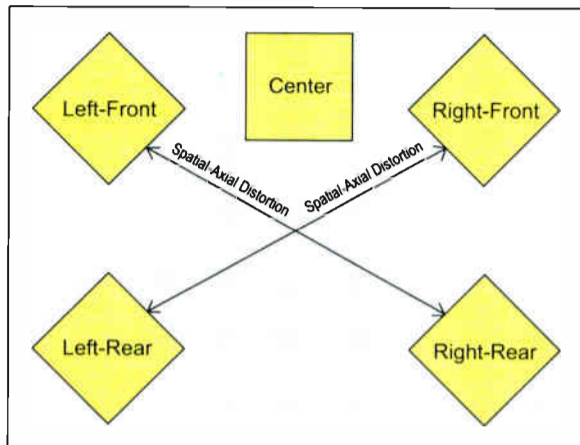 Left-Front
Center
Right-Front
Spatial-Axial Distortion
Spatial-Axial Distortion
Left-Rear
Right-Rear